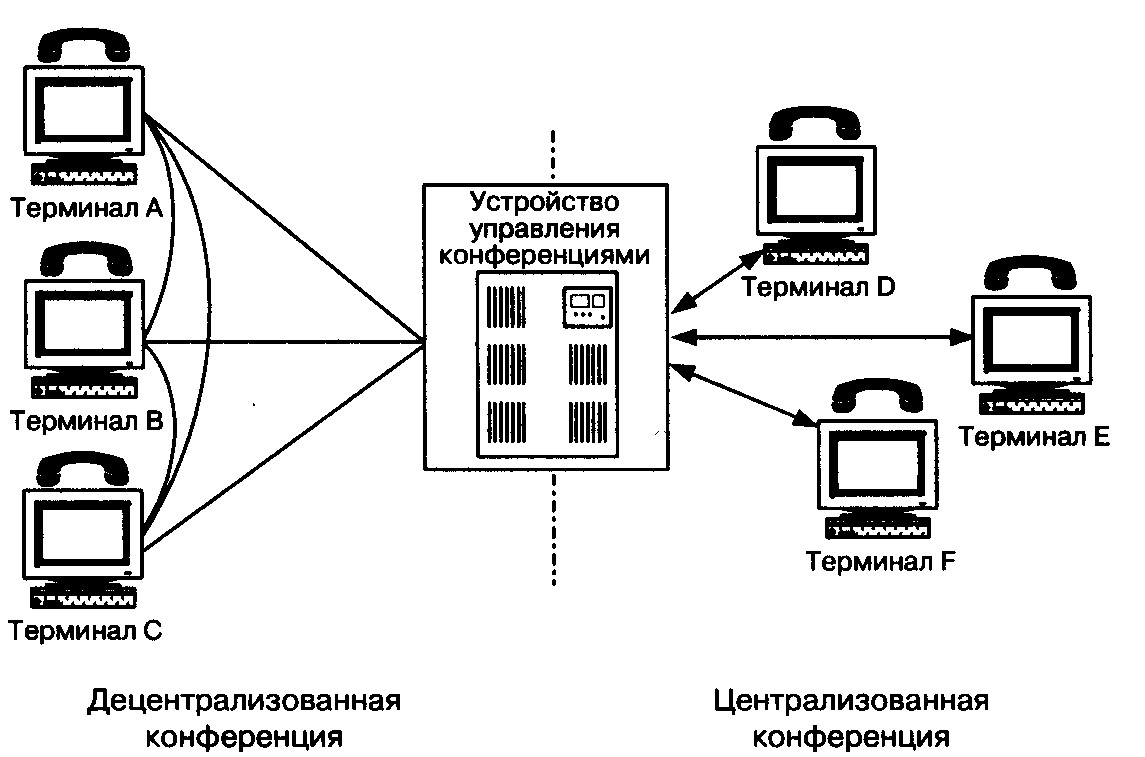 Терминал A
Терминал B
Терминал C
Устройство
управления
конференциями
Терминал D
Терминал E
Терминал F
Децентрализованная
конференция
Централизованная
конференция